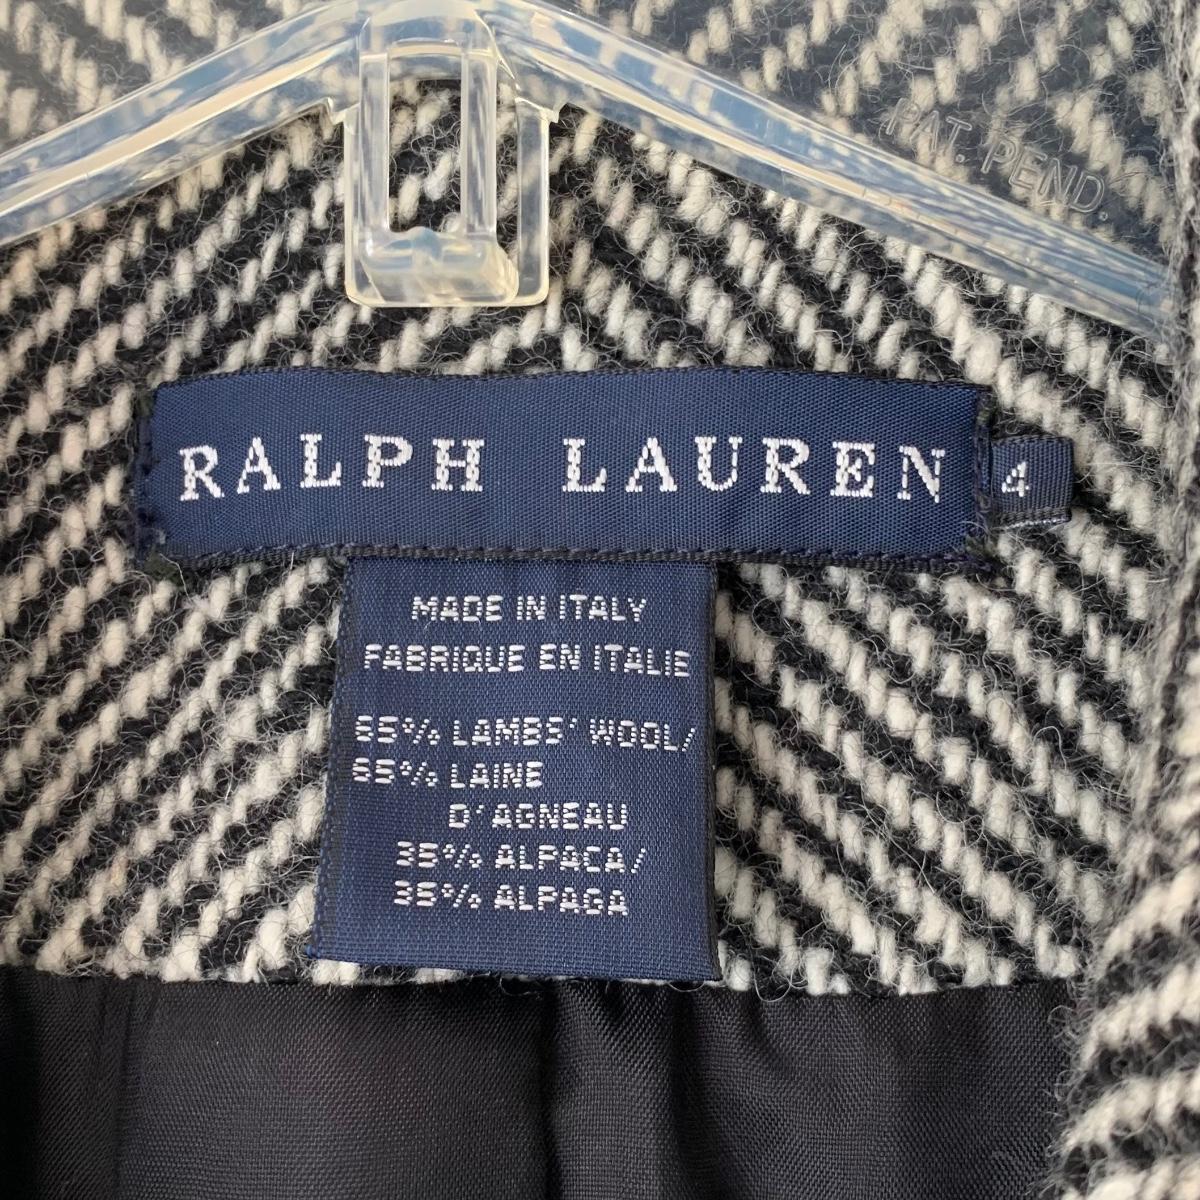 PAT. PEND.
RALPH LAUREN 4
MADE IN ITALY
FABRIQUE EN ITALIE
65% LAMBS' WOOL/
65% LAINE
D'AGNEAU
35% ALPACA/
35% ALPAGA